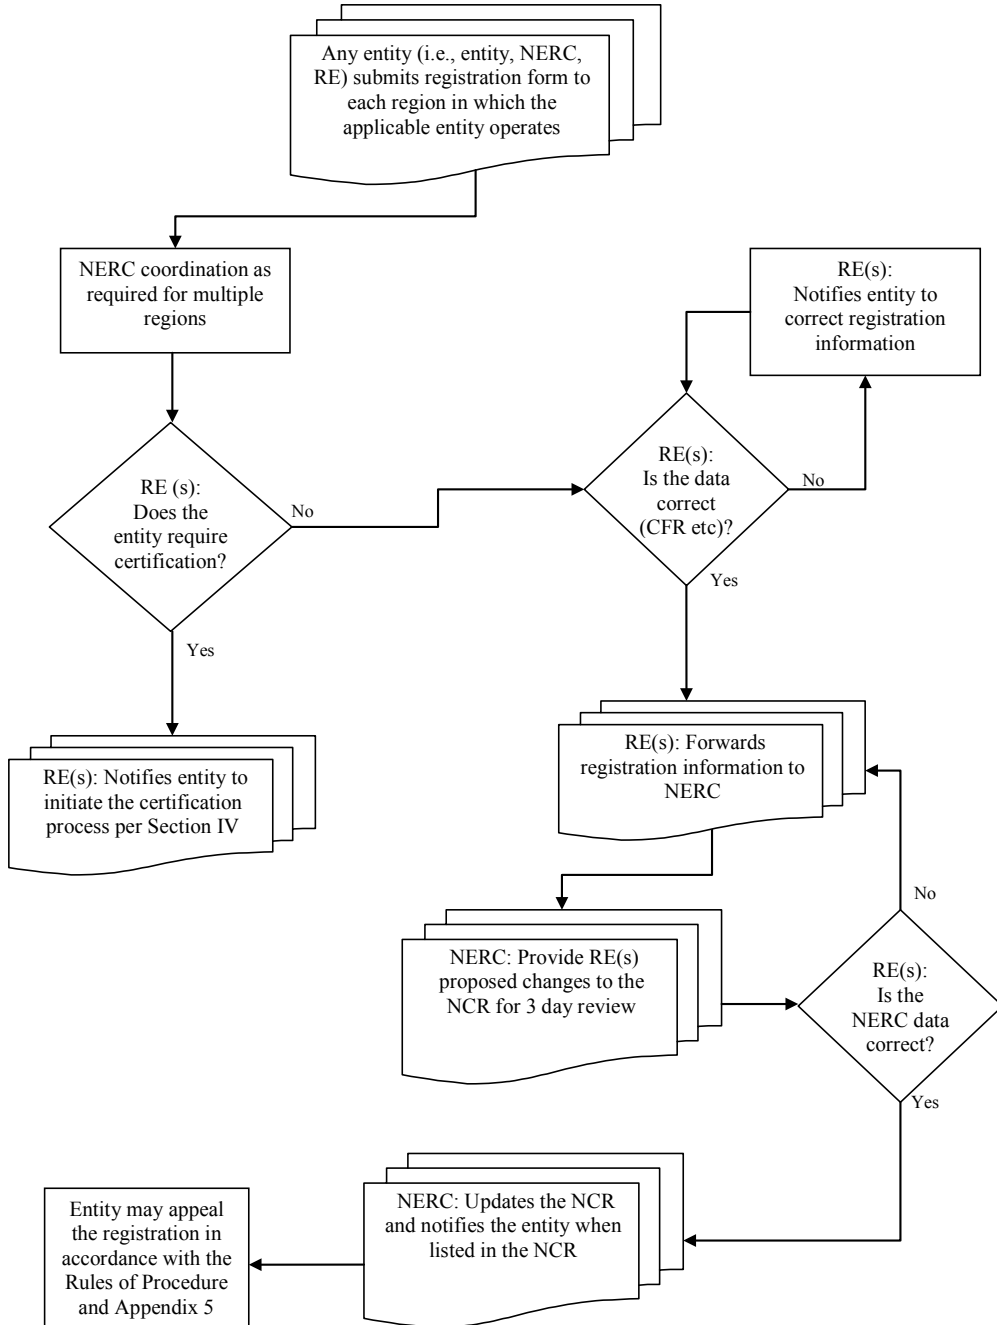 Any entity (i.e., entity, NERC,
RE) submits registration form to
each region in which the
applicable entity operates
NERC coordination as
required for multiple
regions
RE(s):
Notifies entity to
correct registration
information
RE (s):
Does the
entity require
certification?
No
RE(s):
Is the data
correct
(CFR etc)?
No
Yes
Yes
RE(s): Notifies entity to
initiate the certification
process per Section IV
RE(s): Forwards
registration information to
NERC
No
NERC: Provide RE(s)
proposed changes to the
NCR for 3 day review
RE(s):
Is the
NERC data
correct?
Yes
NERC: Updates the NCR
and notifies the entity when
listed in the NCR
Entity may appeal
the registration in
accordance with the
Rules of Procedure
and Appendix 5